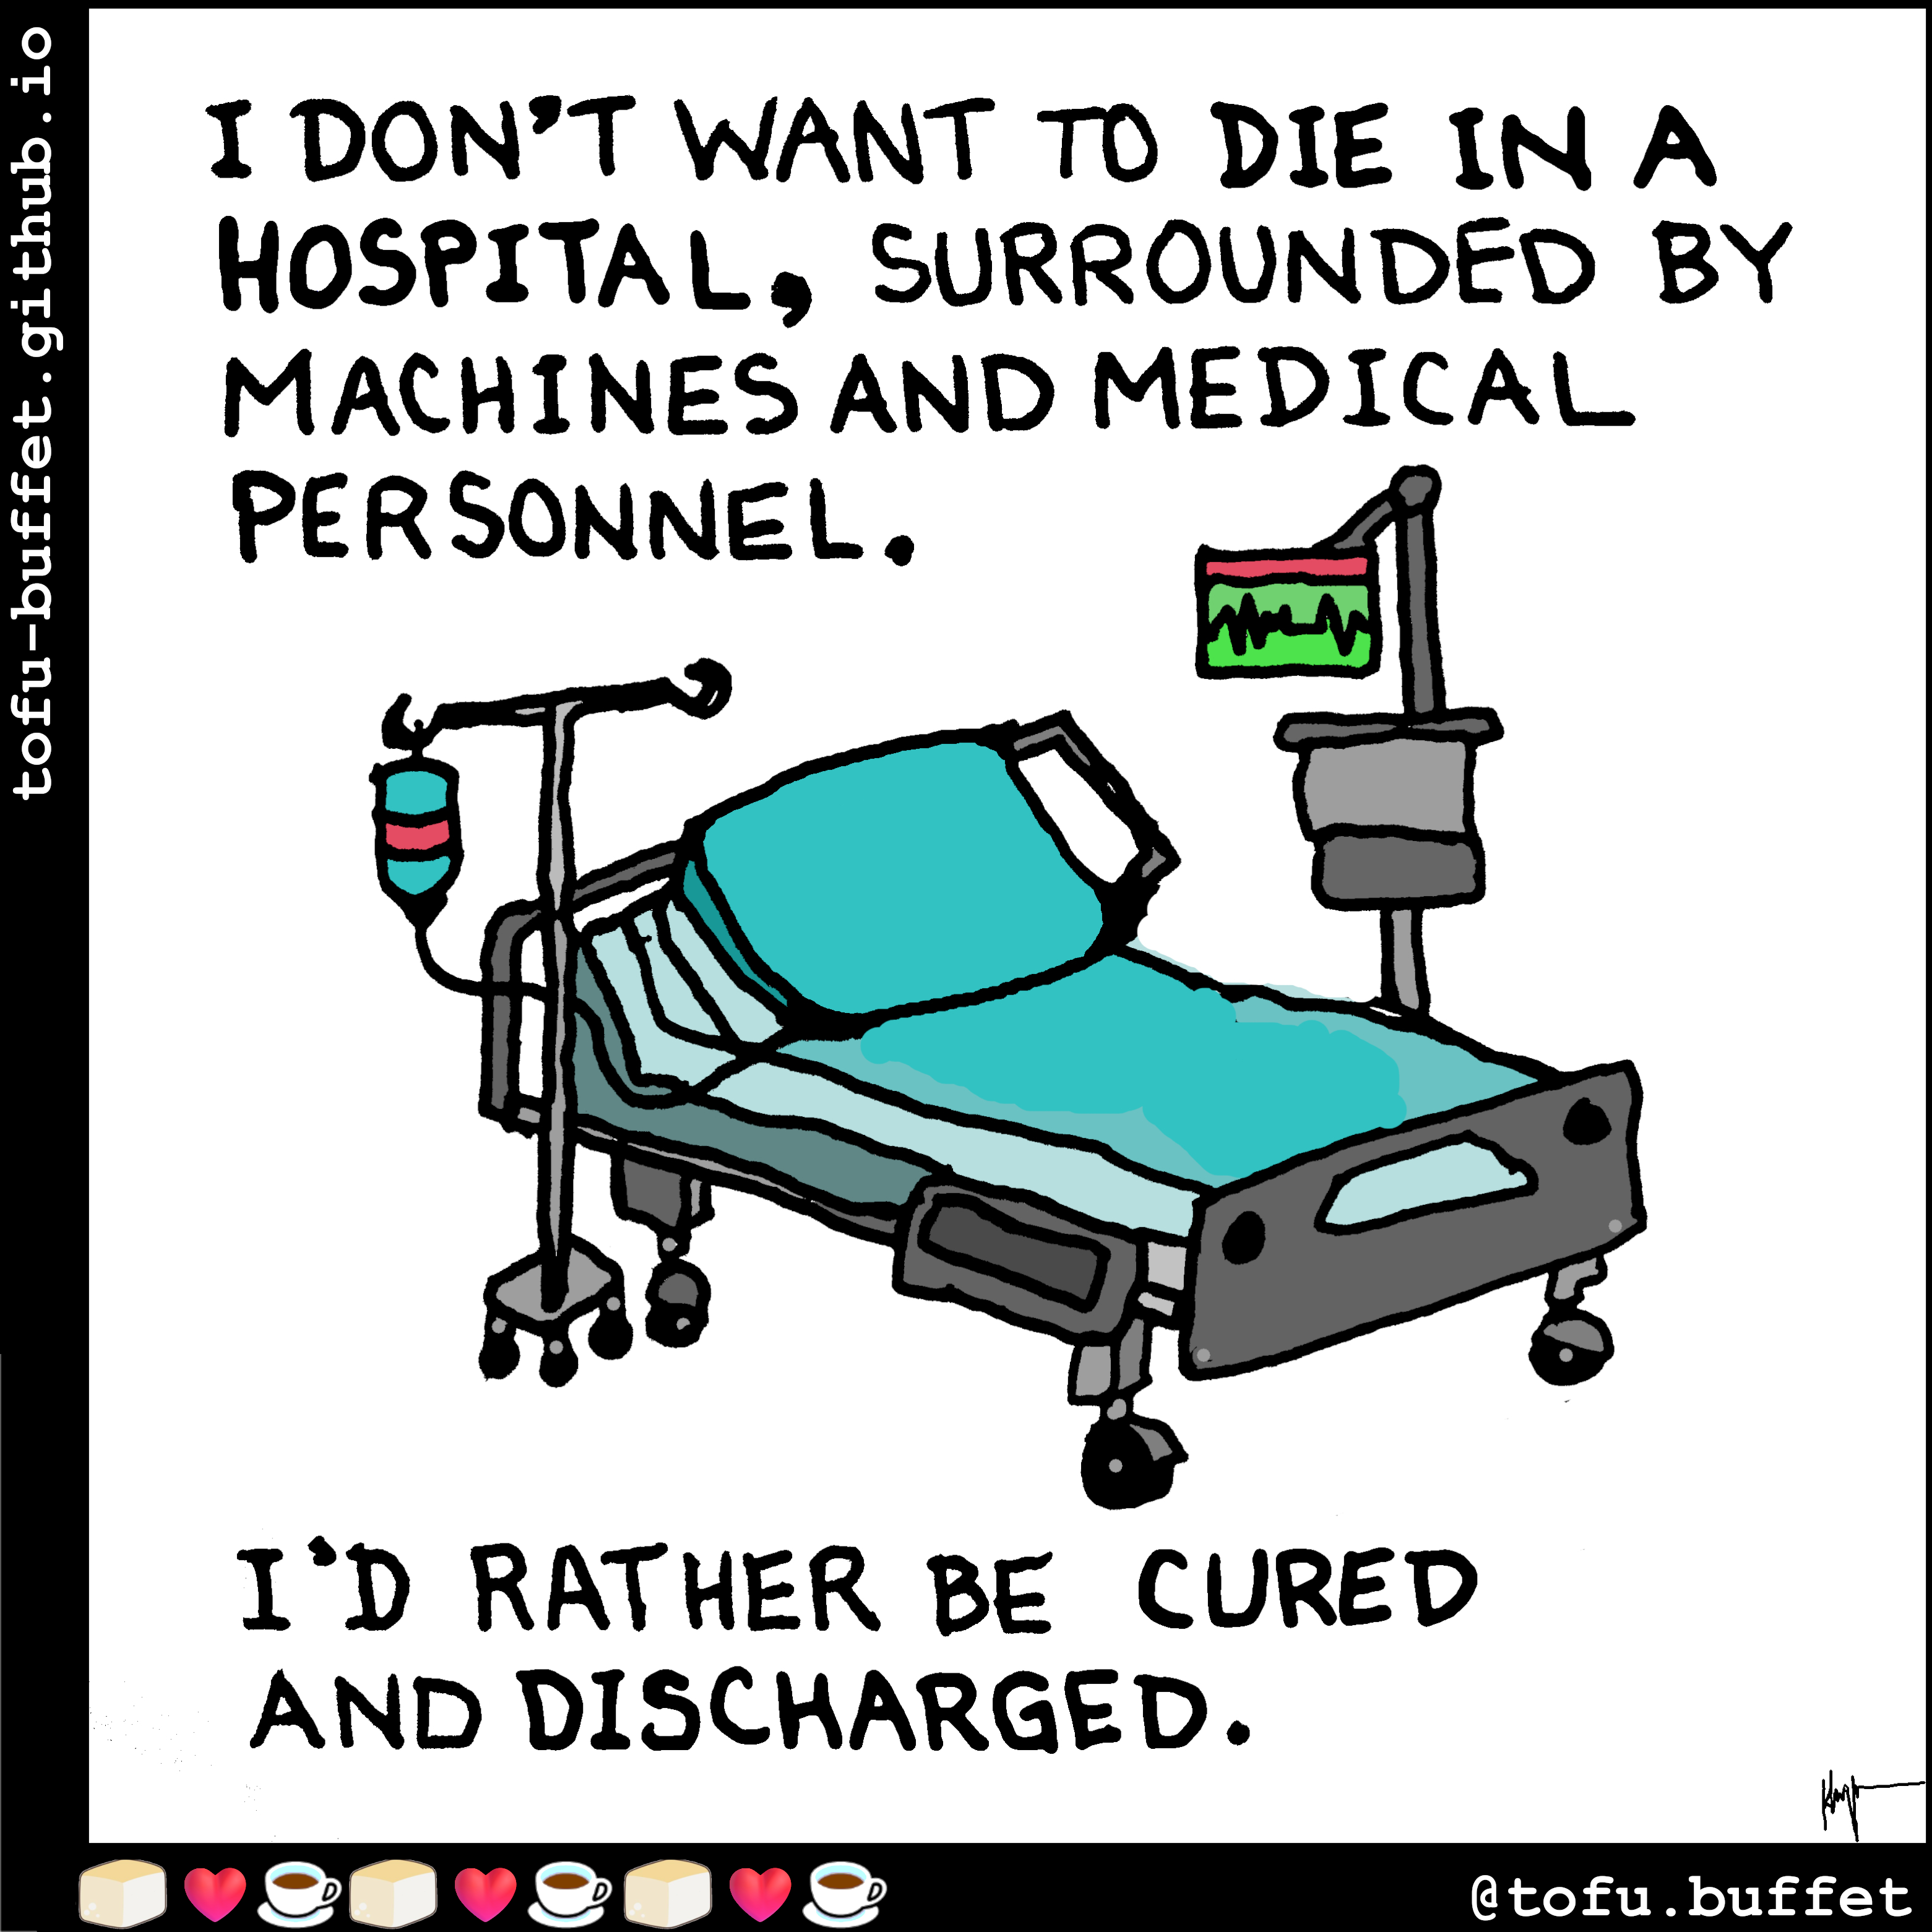 tofu-buffet.github.io
I DON'T WANT TO DIE IN A
HOSPITAL, SURROUNDED BY
MACHINES AND MEDICAL
PERSONNEL.
I'D RATHER BE CURED
AND DISCHARGED.
@tofu.buffet